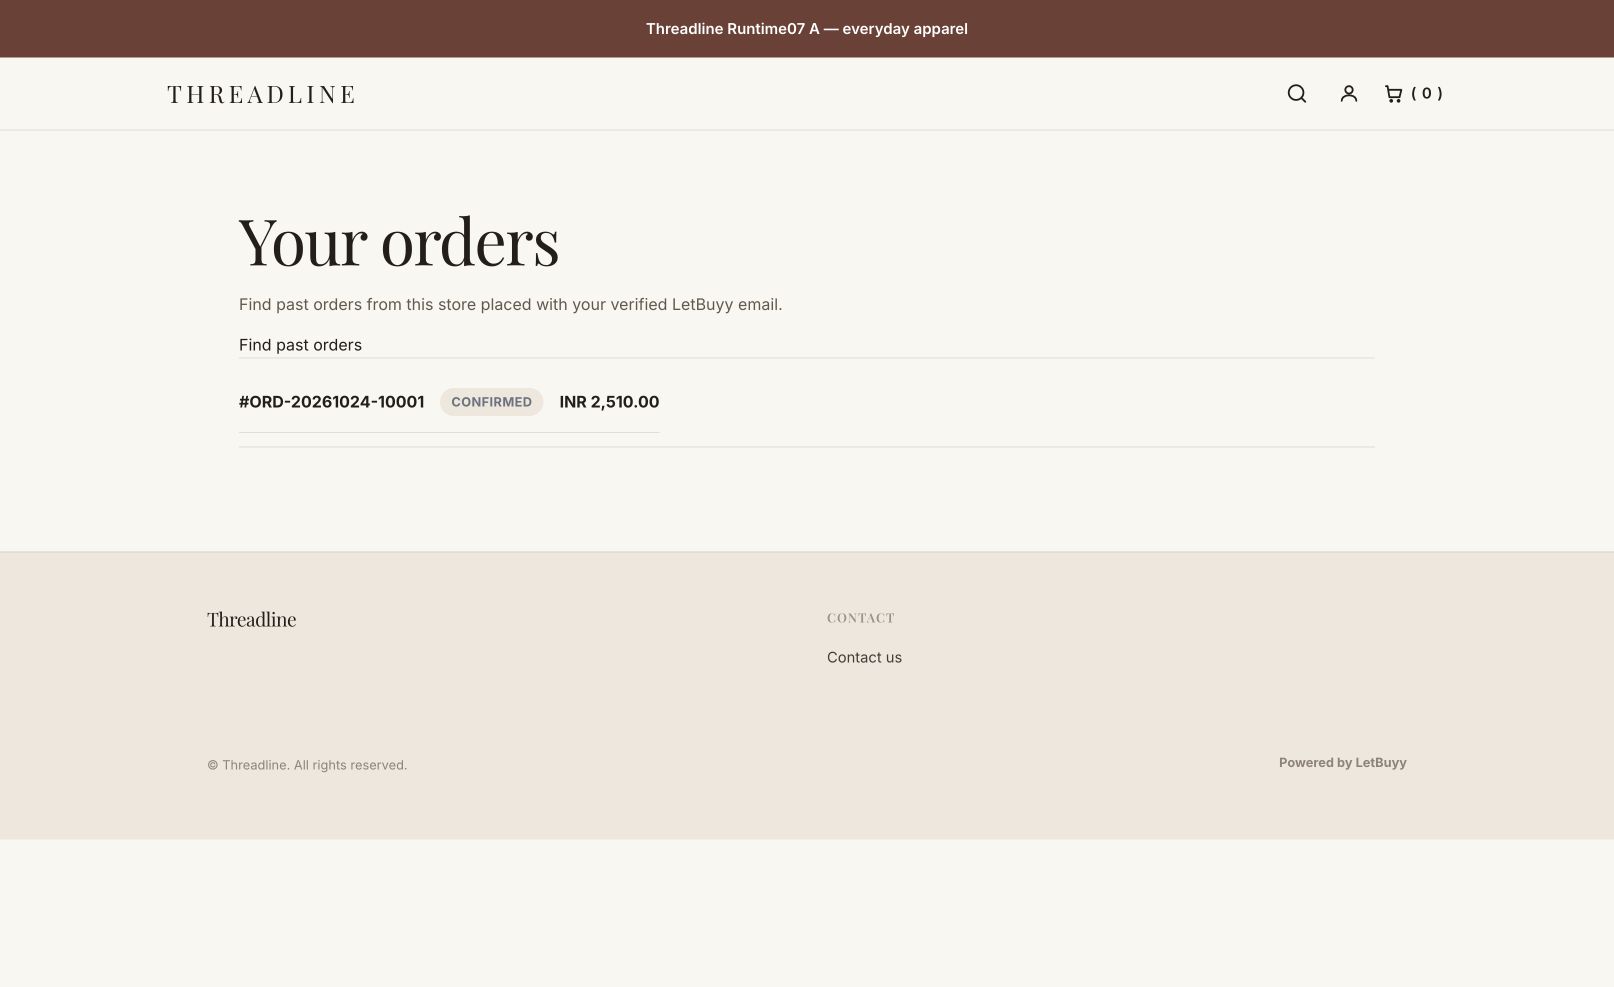 Threadline Runtime07 A — everyday apparel
THREADLINE
( 0 )
Your orders
Find past orders from this store placed with your verified LetBuyy email.
Find past orders
#ORD-20261024-10001 CONFIRMED INR 2,510.00
Threadline
CONTACT
Contact us
© Threadline. All rights reserved.
Powered by LetBuyy